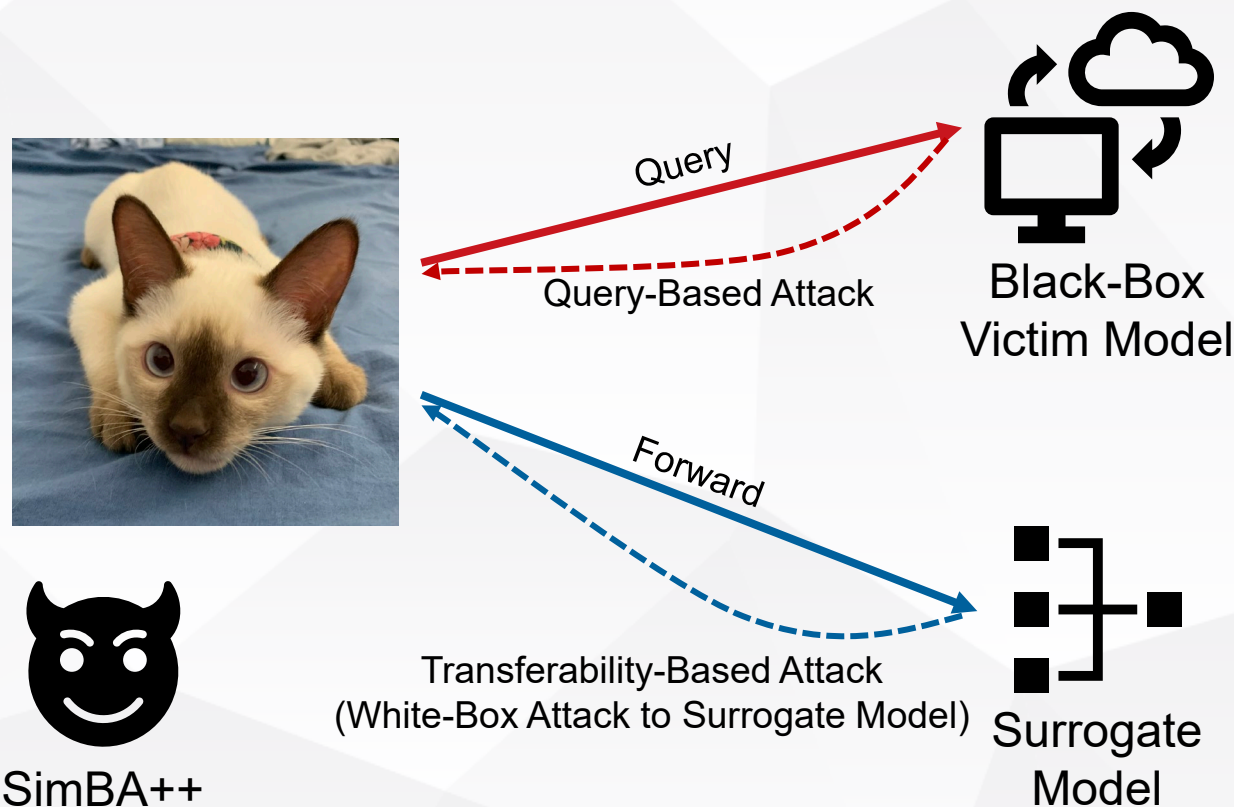 Query
Query-Based Attack
Black-Box
Victim Model
Forward
Transferability-Based Attack
(White-Box Attack to Surrogate Model)
Surrogate
Model
SimBA++